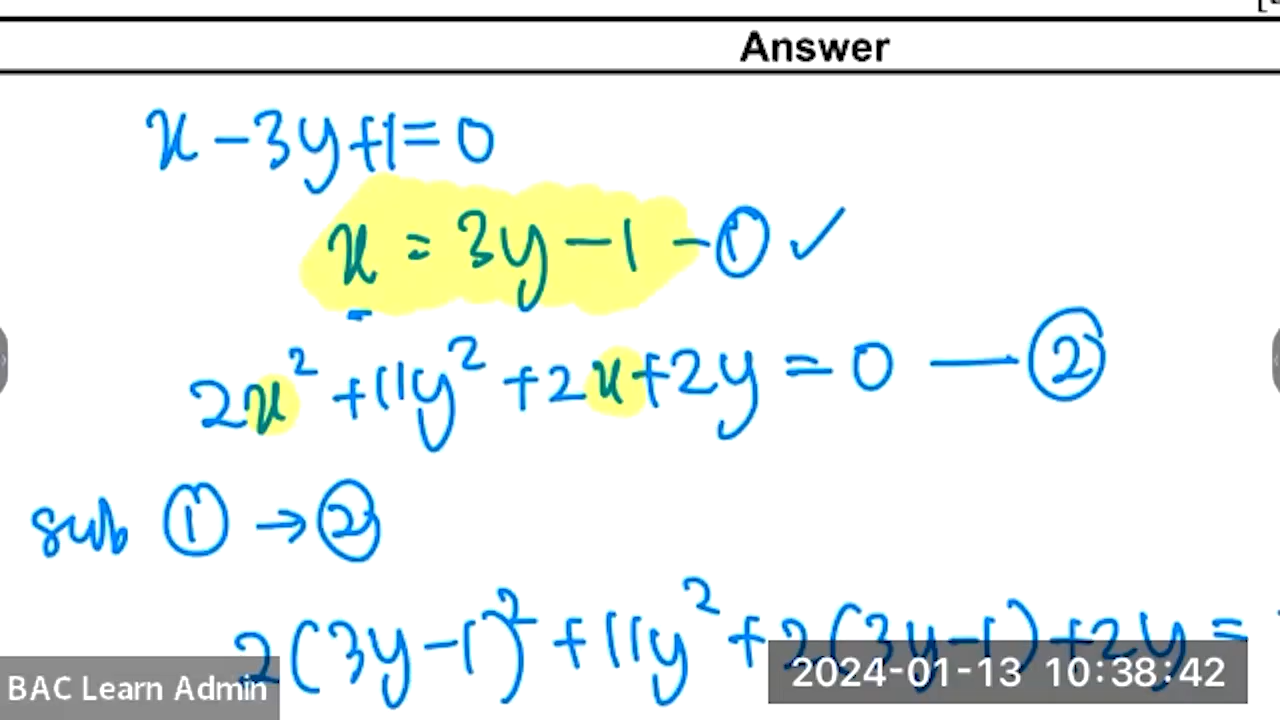 Answer
x - 3y + 1 = 0
x = 3y - 1 - ① ✓
2x² + 11y² + 2x + 2y = 0 — ②
sub ① → ②
2(3y-1)² + 11y² + 2(3y-1) + 2y =
BAC Learn Admin
2024-01-13 10:38:42